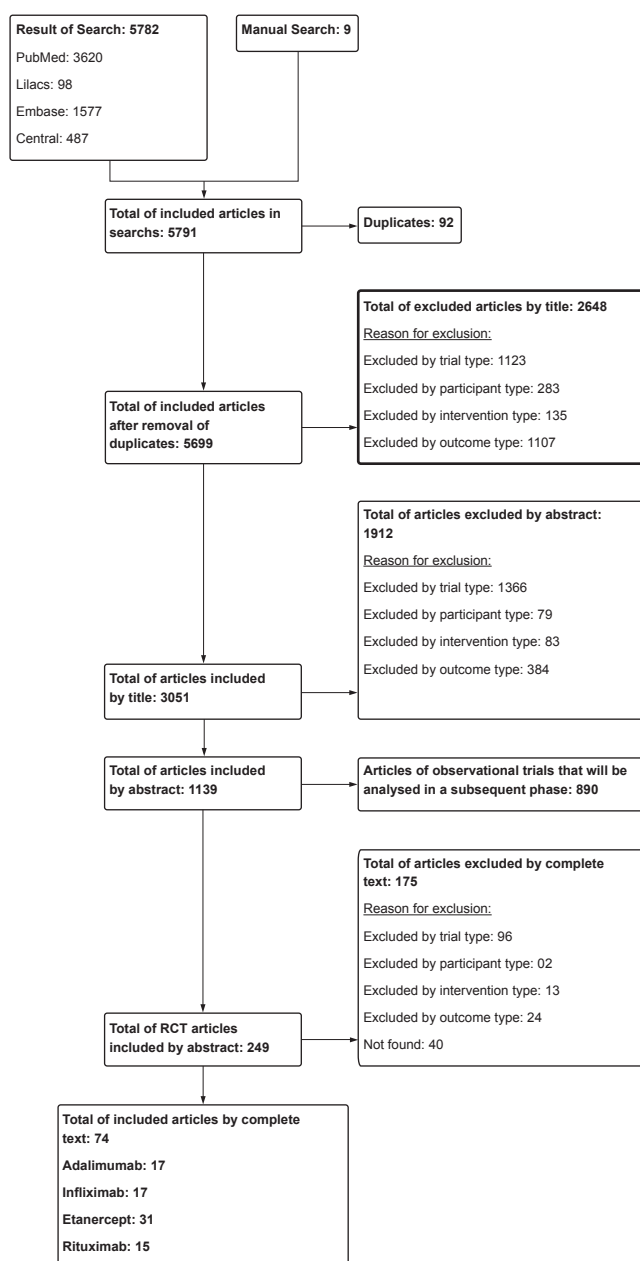 Result of Search: 5782
PubMed: 3620
Lilacs: 98
Embase: 1577
Central: 487
Manual Search: 9
Total of included articles in
searchs: 5791
Duplicates: 92
Total of excluded articles by title: 2648
Reason for exclusion:
Excluded by trial type: 1123
Excluded by participant type: 283
Excluded by intervention type: 135
Excluded by outcome type: 1107
Total of included articles
after removal of
duplicates: 5699
Total of articles excluded by abstract:
1912
Reason for exclusion:
Excluded by trial type: 1366
Excluded by participant type: 79
Excluded by intervention type: 83
Excluded by outcome type: 384
Total of articles included
by title: 3051
Total of articles included
by abstract: 1139
Articles of observational trials that will be
analysed in a subsequent phase: 890
Total of articles excluded by complete
text: 175
Reason for exclusion:
Excluded by trial type: 96
Excluded by participant type: 02
Excluded by intervention type: 13
Excluded by outcome type: 24
Not found: 40
Total of RCT articles
included by abstract: 249
Total of included articles by complete
text: 74
Adalimumab: 17
Infliximab: 17
Etanercept: 31
Rituximab: 15